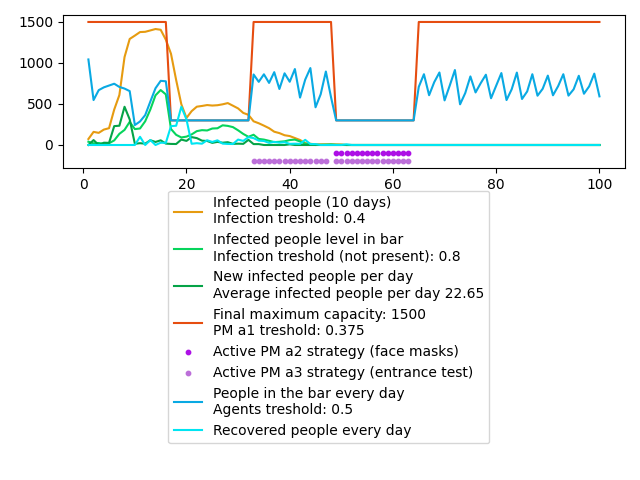 1500
1000
500
0
0 20 40 60 80 100
Infected people (10 days)
Infection treshold: 0.4
Infected people level in bar
Infection treshold (not present): 0.8
New infected people per day
Average infected people per day 22.65
Final maximum capacity: 1500
PM a1 treshold: 0.375
Active PM a2 strategy (face masks)
Active PM a3 strategy (entrance test)
People in the bar every day
Agents treshold: 0.5
Recovered people every day